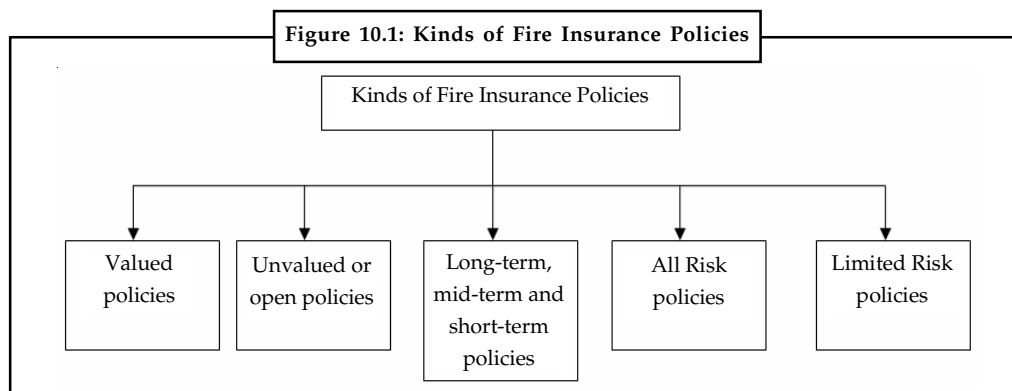 Figure 10.1: Kinds of Fire Insurance Policies
Kinds of Fire Insurance Policies
Valued
policies
Unvalued or
open policies
Long-term,
mid-term and
short-term
policies
All Risk
policies
Limited Risk
policies